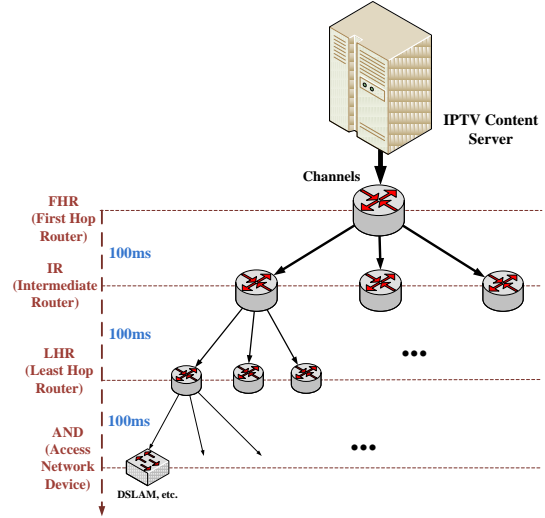 IPTV Content
Server
Channels
FHR
(First Hop
Router)
100ms
IR
(Intermediate
Router)
100ms
LHR
(Least Hop
Router)
•••
100ms
AND
(Access
Network
Device)
•••
DSLAM, etc.